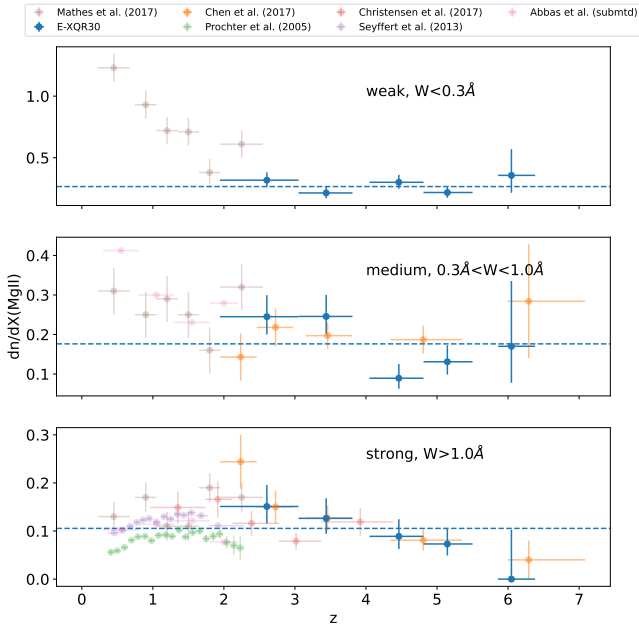 Mathes et al. (2017) Chen et al. (2017) Christensen et al. (2017) Abbas et al. (submtd)
E-XQR30 Prochter et al. (2005) Seyffert et al. (2013)
weak, W<0.3Å
1.0
0.5
medium, 0.3Å<W<1.0Å
0.4
0.3
0.2
0.1
dn/dX(MgII)
strong, W>1.0Å
0.3
0.2
0.1
0.0
0 1 2 3 4 5 6 7
z